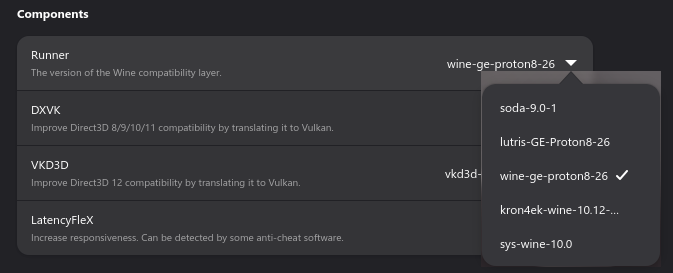 Components
Runner
The version of the Wine compatibility layer.
wine-ge-proton8-26
DXVK
Improve Direct3D 8/9/10/11 compatibility by translating it to Vulkan.
VKD3D
Improve Direct3D 12 compatibility by translating it to Vulkan.
vkd3d-
LatencyFleX
Increase responsiveness. Can be detected by some anti-cheat software.
soda-9.0-1
lutris-GE-Proton8-26
wine-ge-proton8-26
kron4ek-wine-10.12-...
sys-wine-10.0